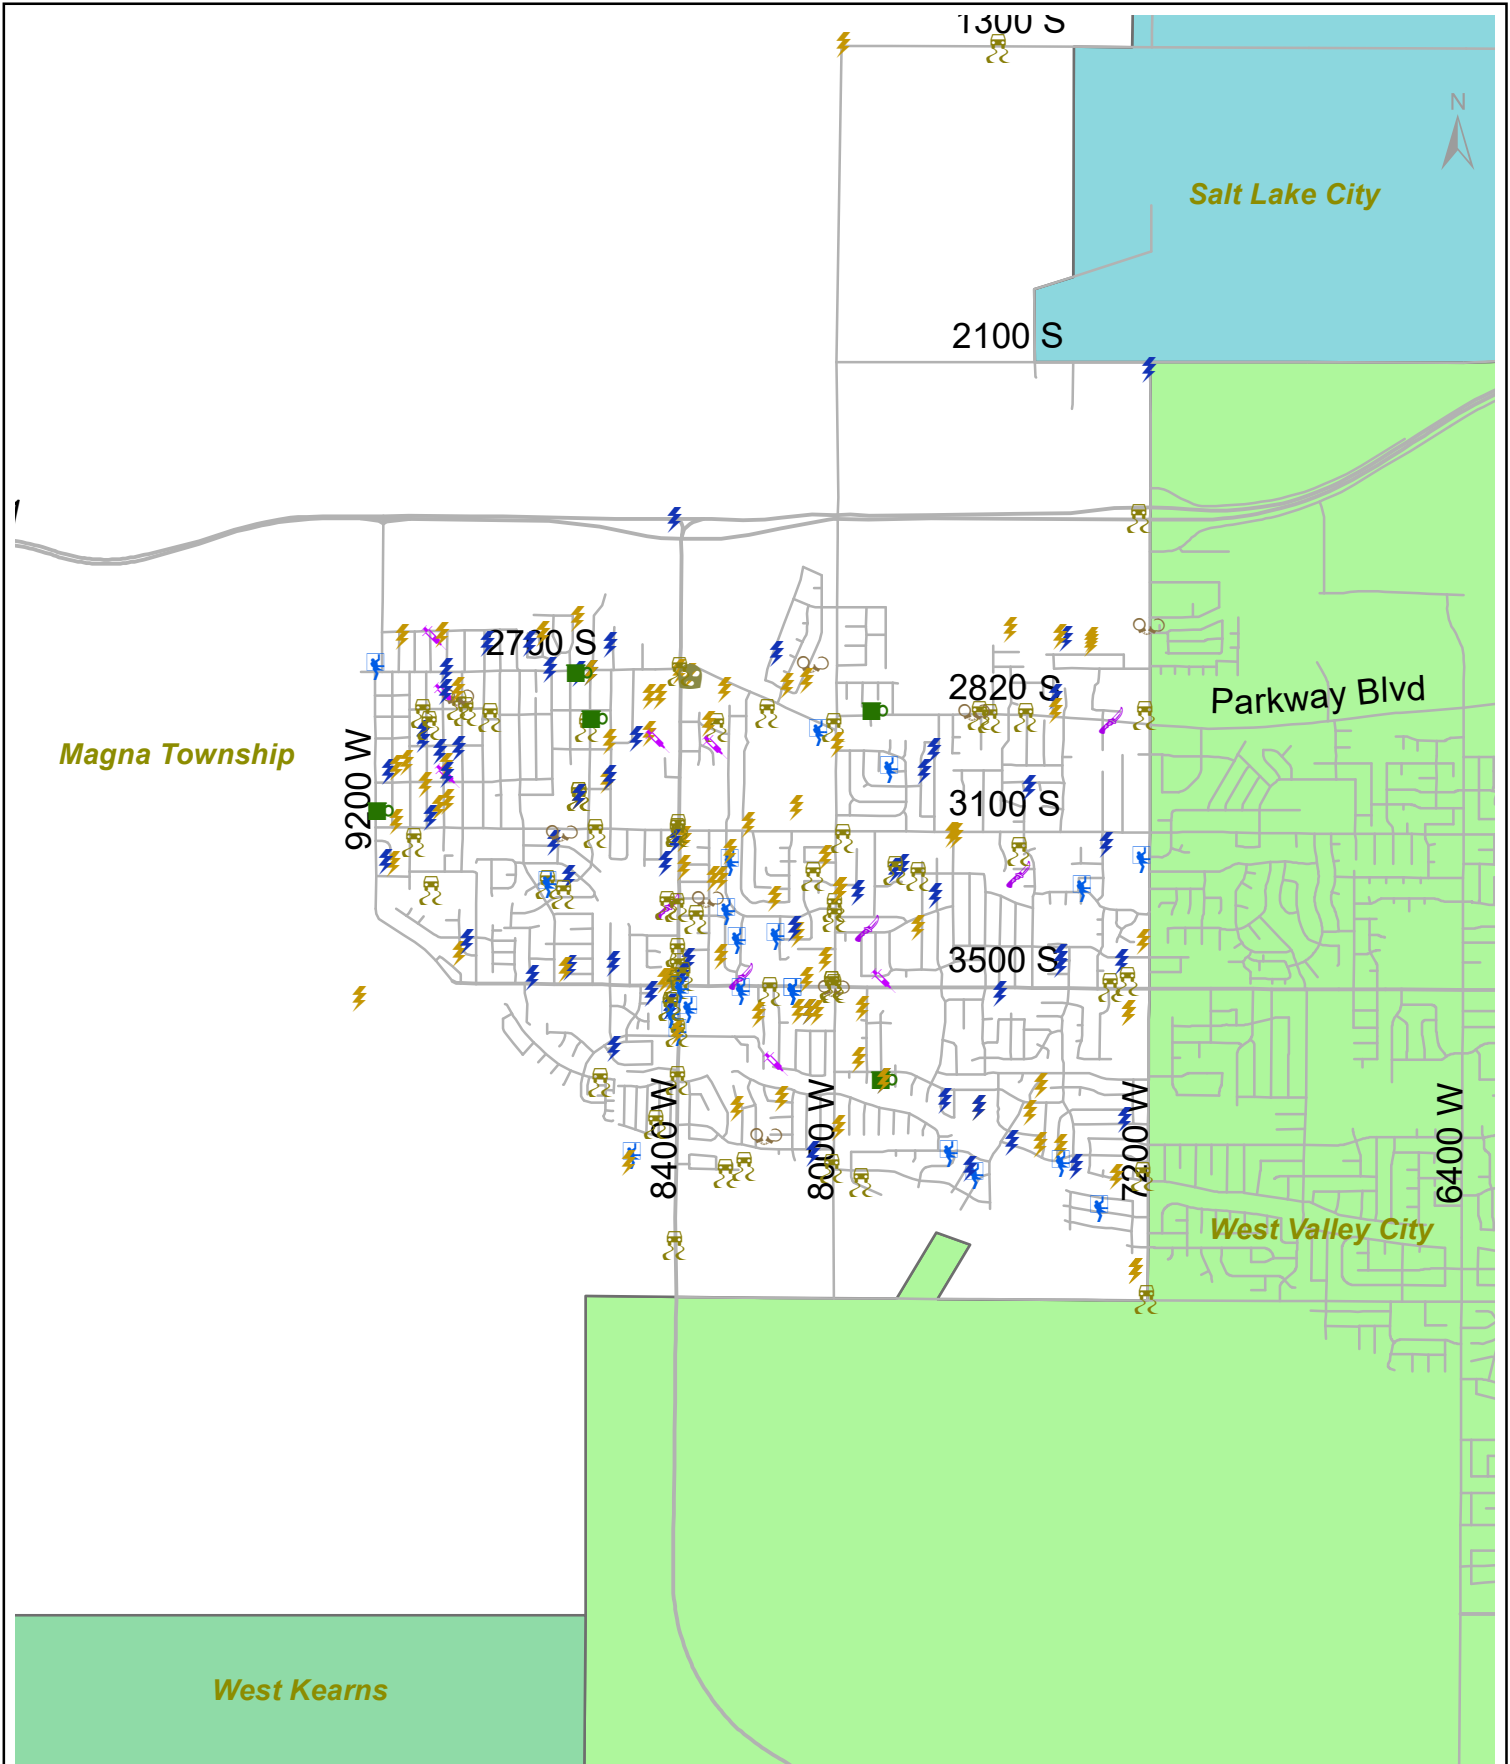 1300 S
N
Salt Lake City
2100 S
2700 S
2820 S
Parkway Blvd
Magna Township
9200 W
3100 S
3500 S
8400 W
8000 W
7200 W
6400 W
West Valley City
West Kearns